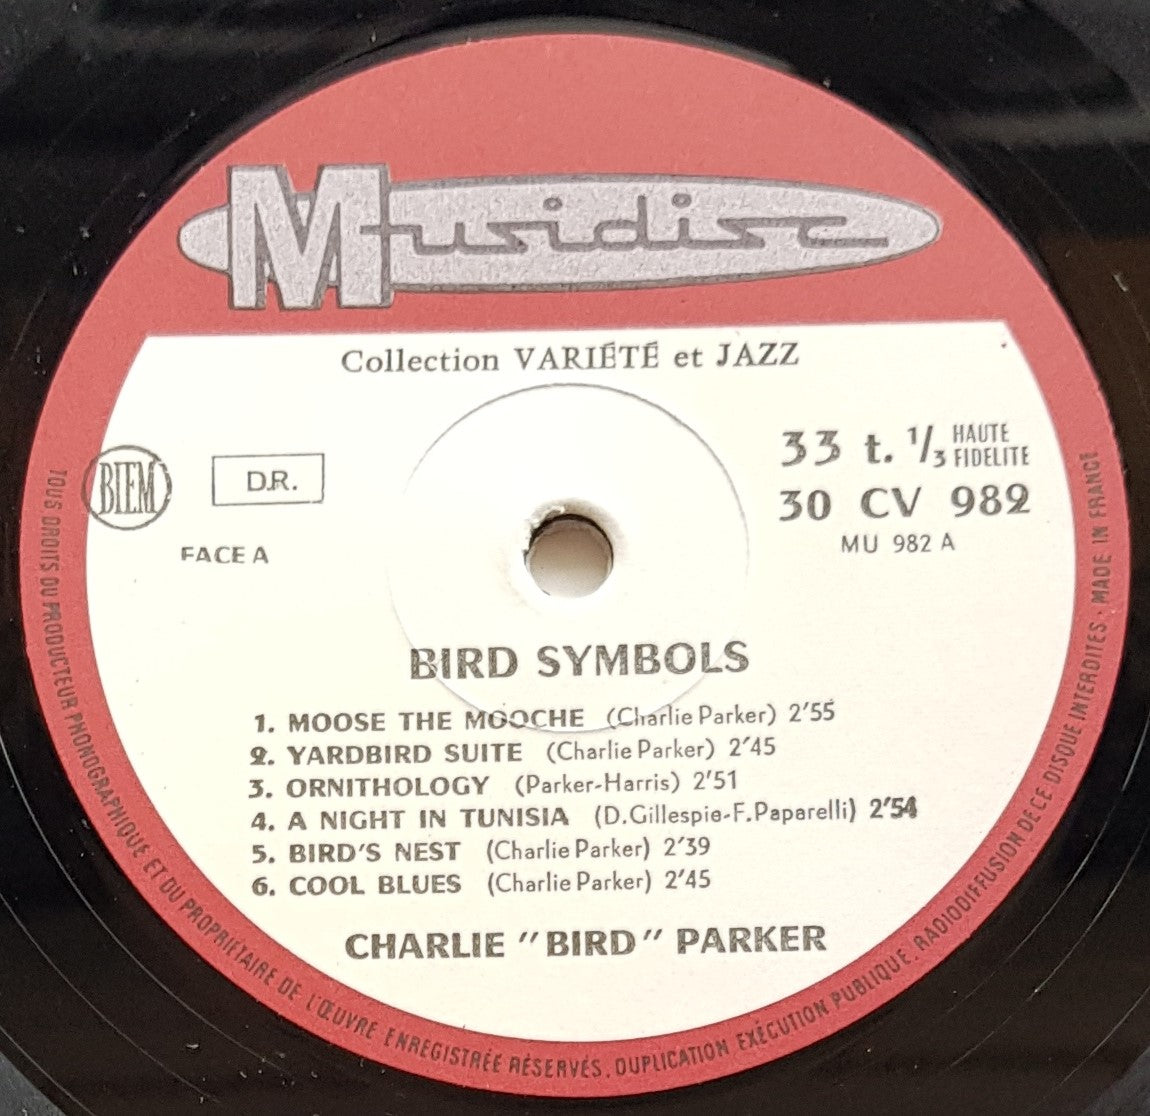 Musidisc
Collection VARIÉTÉ et JAZZ
33 t. 1/3 HAUTE FIDELITE
BIEM
D.R.
30 CV 982
FACE A
MU 982 A
BIRD SYMBOLS
1. MOOSE THE MOOCHE (Charlie Parker) 2'55
2. YARDBIRD SUITE (Charlie Parker) 2'45
3. ORNITHOLOGY (Parker-Harris) 2'51
4. A NIGHT IN TUNISIA (D.Gillespie-F.Paparelli) 2'54
5. BIRD'S NEST (Charlie Parker) 2'39
6. COOL BLUES (Charlie Parker) 2'45
CHARLIE "BIRD" PARKER
TOUS DROITS DU PRODUCTEUR PHONOGRAPHIQUE ET DU PROPRIÉTAIRE DE L'ŒUVRE ENREGISTRÉE RÉSERVÉS. DUPLICATION EXÉCUTION PUBLIQUE. RADIODIFFUSION DE CE DISQUE INTERDITES · MADE IN FRANCE